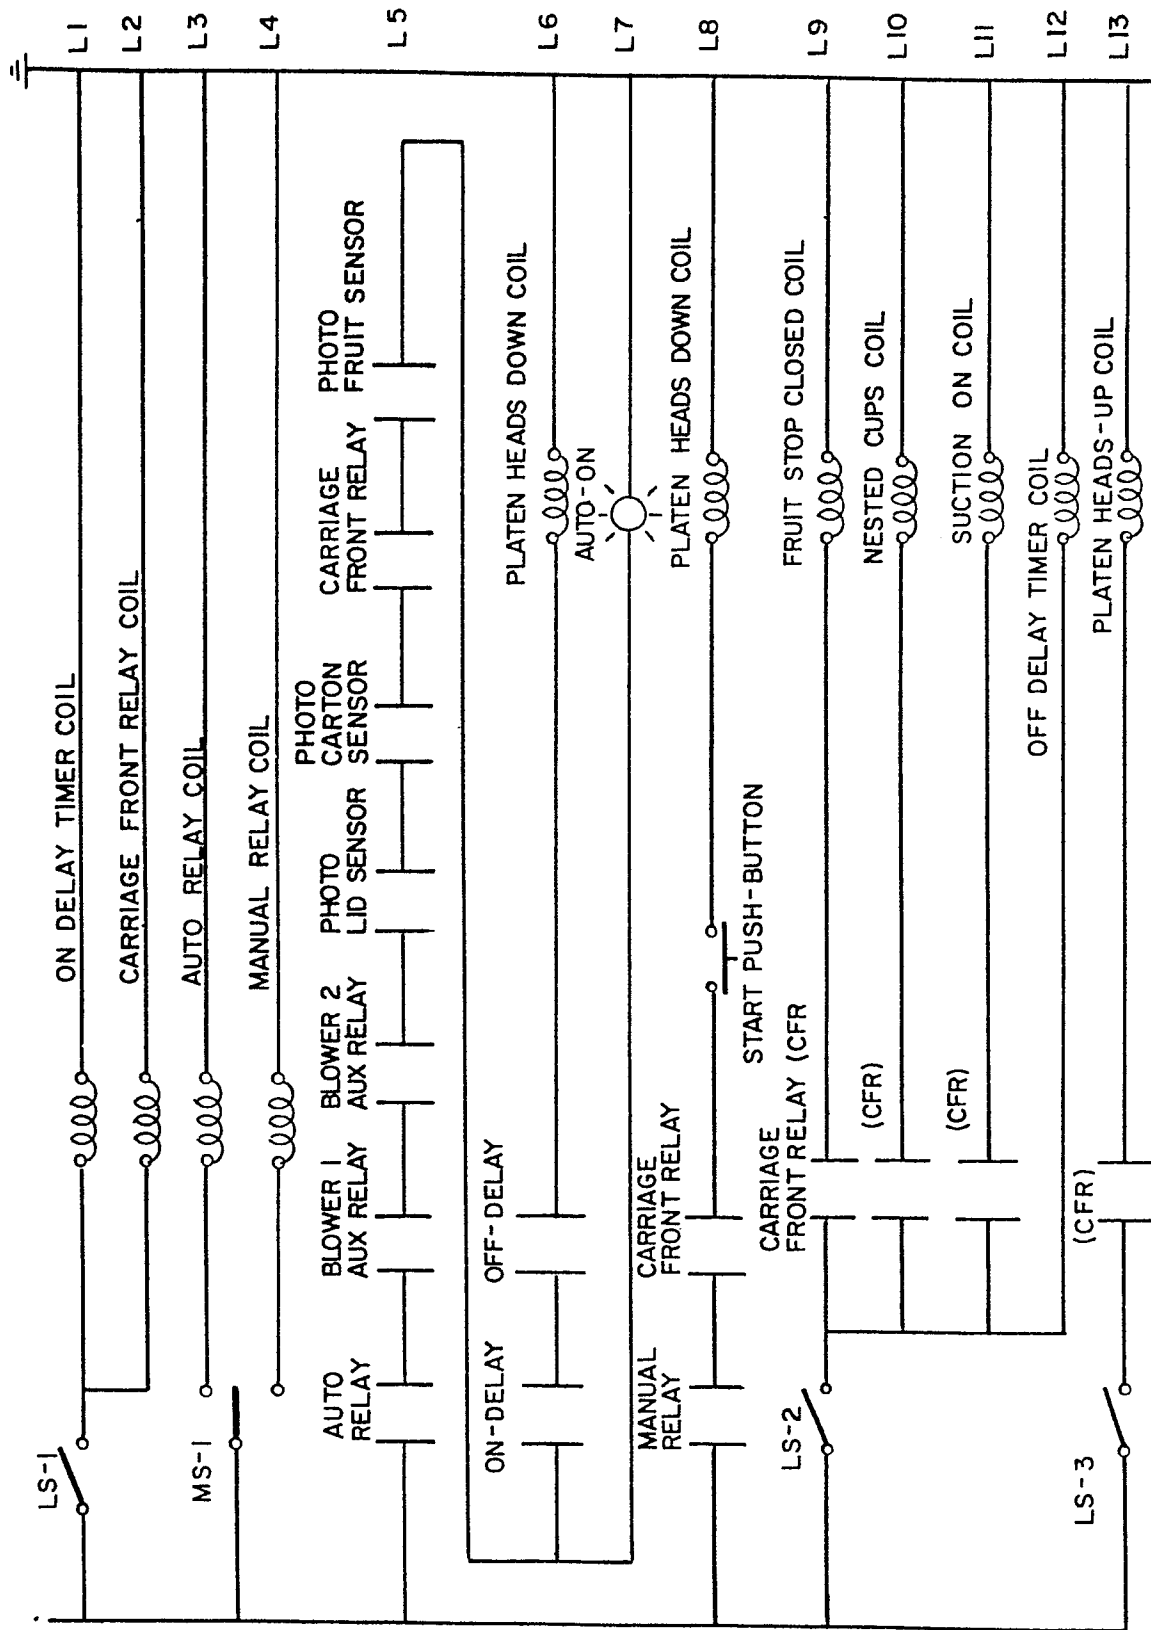 L1
L2
L3
L4
L5
L6
L7
L8
L9
L10
L11
L12
L13
LS-1
ON DELAY TIMER COIL
CARRIAGE FRONT RELAY COIL
MS-1
AUTO RELAY COIL
MANUAL RELAY COIL
AUTO
RELAY
BLOWER 1
AUX RELAY
BLOWER 2
AUX RELAY
PHOTO
LID SENSOR
PHOTO
CARTON
SENSOR
CARRIAGE
FRONT RELAY
PHOTO
FRUIT SENSOR
ON-DELAY
OFF-DELAY
PLATEN HEADS DOWN COIL
AUTO-ON
MANUAL
RELAY
CARRIAGE
FRONT RELAY
START PUSH-BUTTON
PLATEN HEADS DOWN COIL
LS-2
CARRIAGE
FRONT RELAY (CFR
FRUIT STOP CLOSED COIL
(CFR)
NESTED CUPS COIL
(CFR)
SUCTION ON COIL
OFF DELAY TIMER COIL
LS-3
(CFR)
PLATEN HEADS-UP COIL